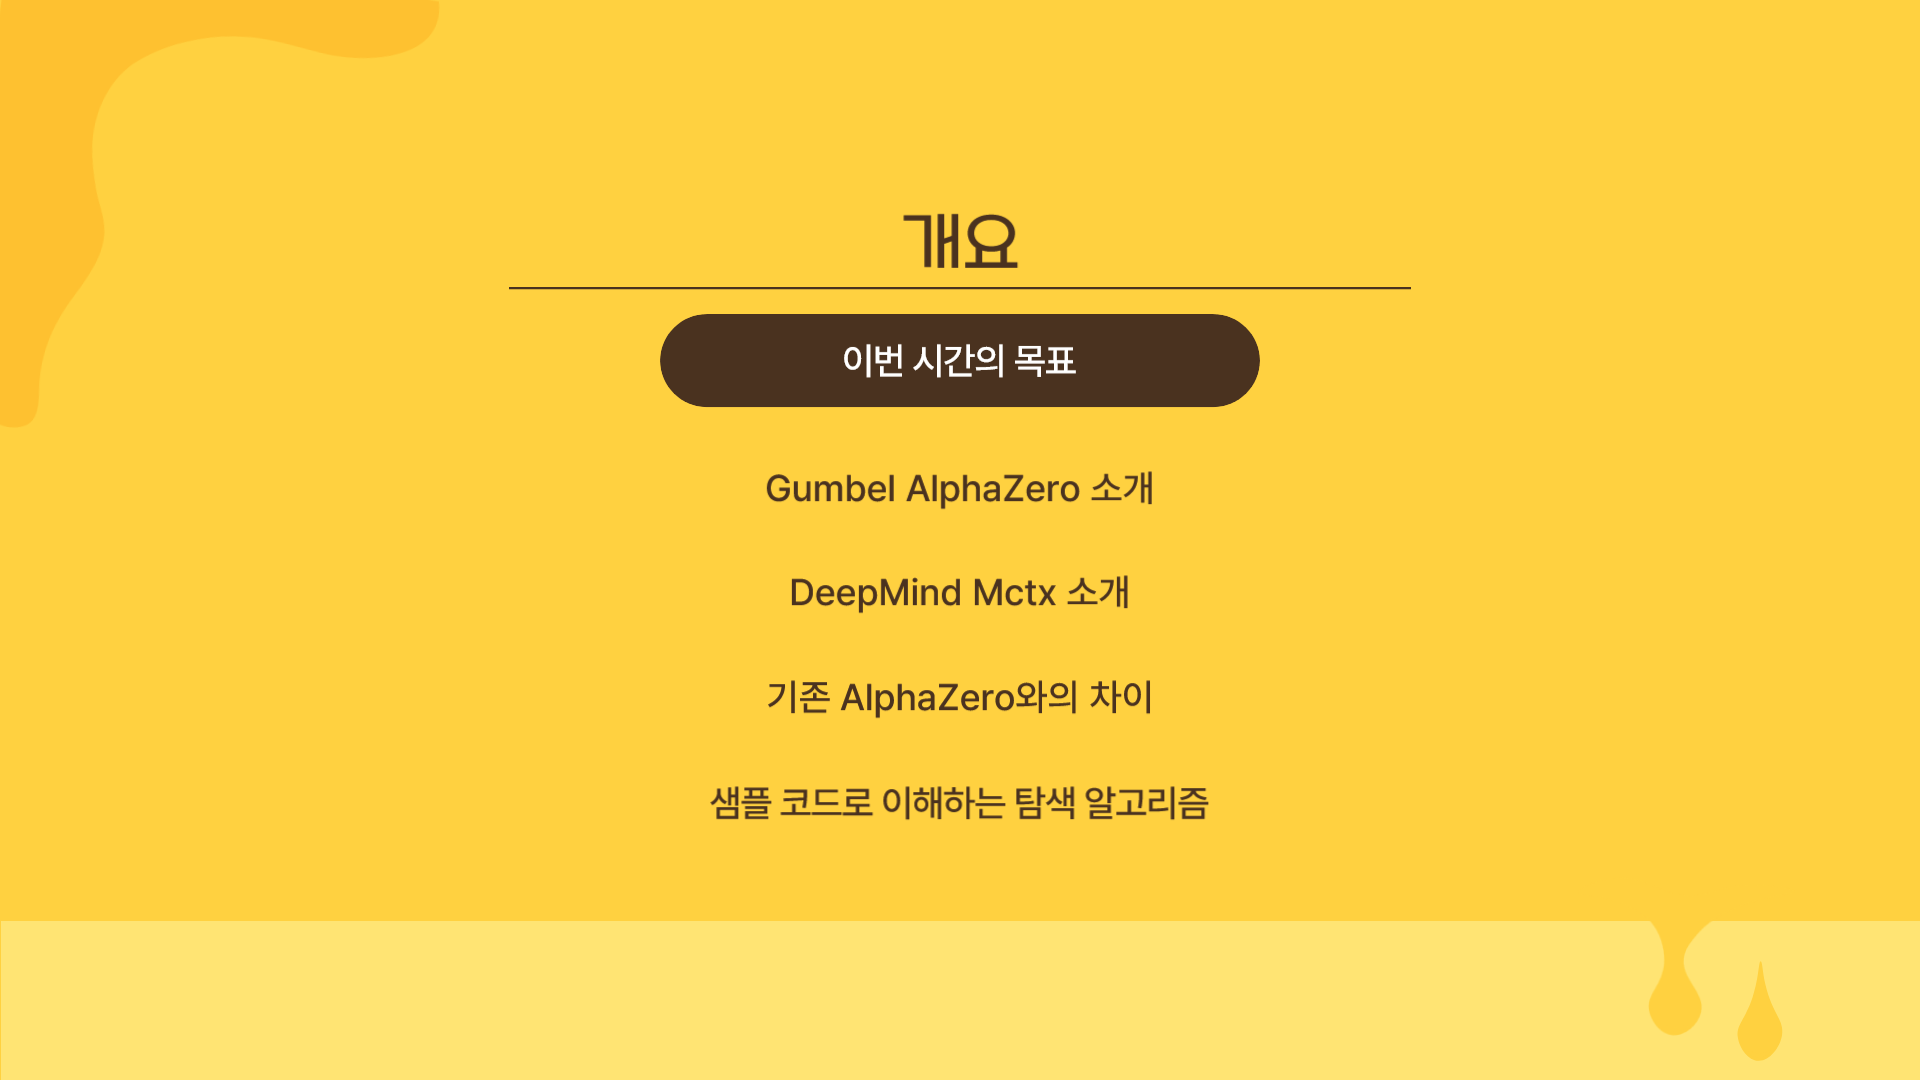 개요
이번 시간의 목표
Gumbel AlphaZero 소개
DeepMind Mctx 소개
기존 AlphaZero와의 차이
샘플 코드로 이해하는 탐색 알고리즘